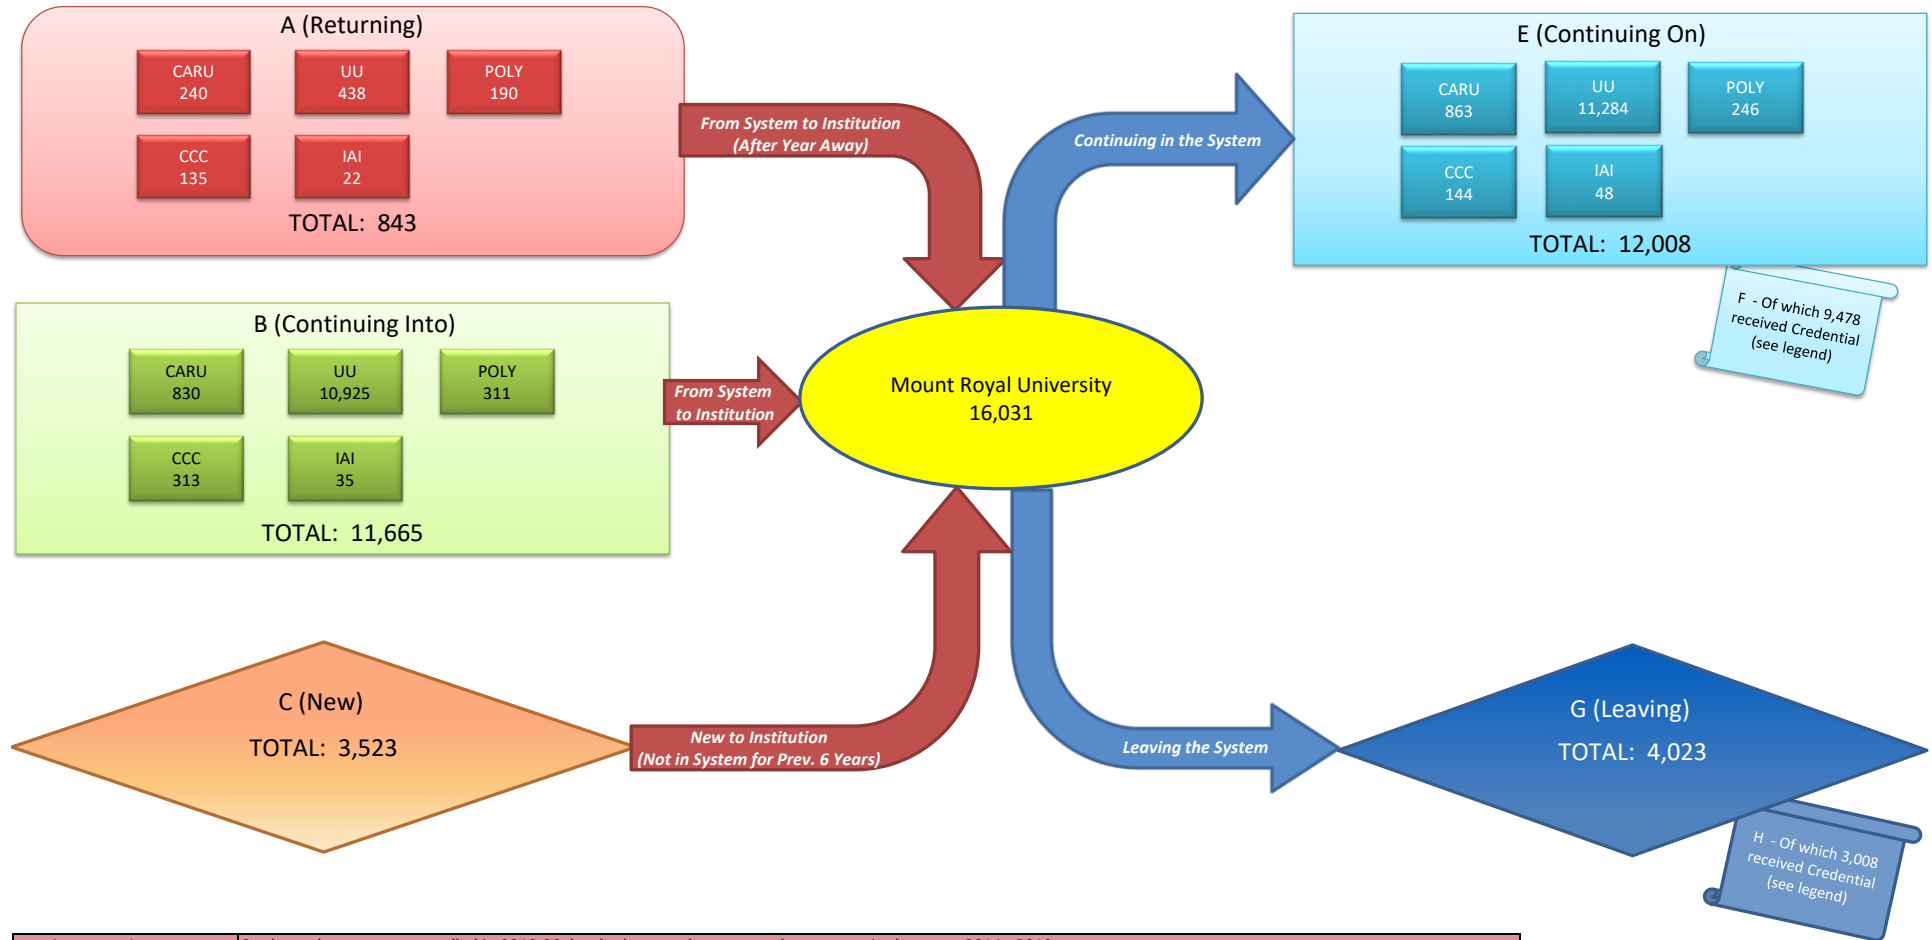 A (Returning)
CARU
240
UU
438
POLY
190
CCC
135
IAI
22
TOTAL: 843
From System to Institution
(After Year Away)
B (Continuing Into)
CARU
830
UU
10,925
POLY
311
CCC
313
IAI
35
TOTAL: 11,665
From System
to Institution
C (New)
TOTAL: 3,523
New to Institution
(Not in System for Prev. 6 Years)
Mount Royal University
16,031
Continuing in the System
E (Continuing On)
CARU
863
UU
11,284
POLY
246
CCC
144
IAI
48
TOTAL: 12,008
F - Of which 9,478
received Credential
(see legend)
Leaving the System
G (Leaving)
TOTAL: 4,023
H - Of which 3,008
received Credential
(see legend)